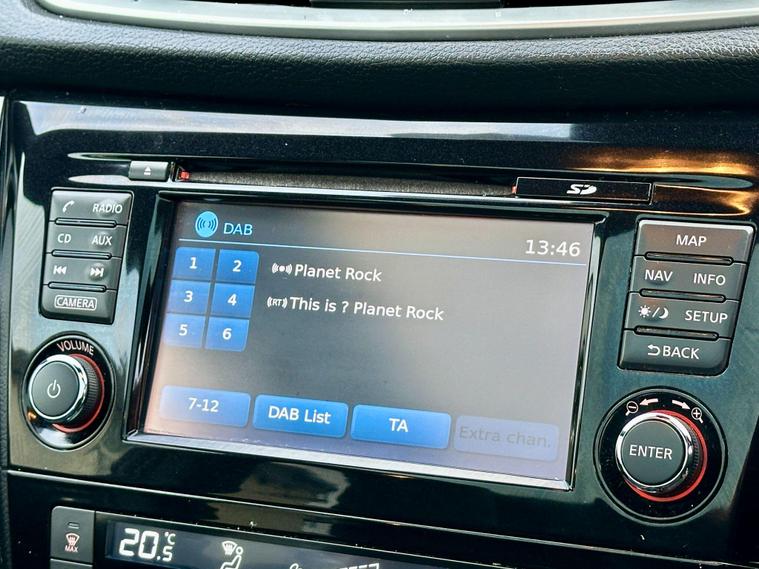 SD
RADIO
CD AUX
CAMERA
VOLUME
DAB
13:46
1 2
3 4
5 6
Planet Rock
(RT) This is ? Planet Rock
7-12
DAB List
TA
Extra chan.
MAP
NAV INFO
SETUP
BACK
ENTER
MAX
20.5 °C